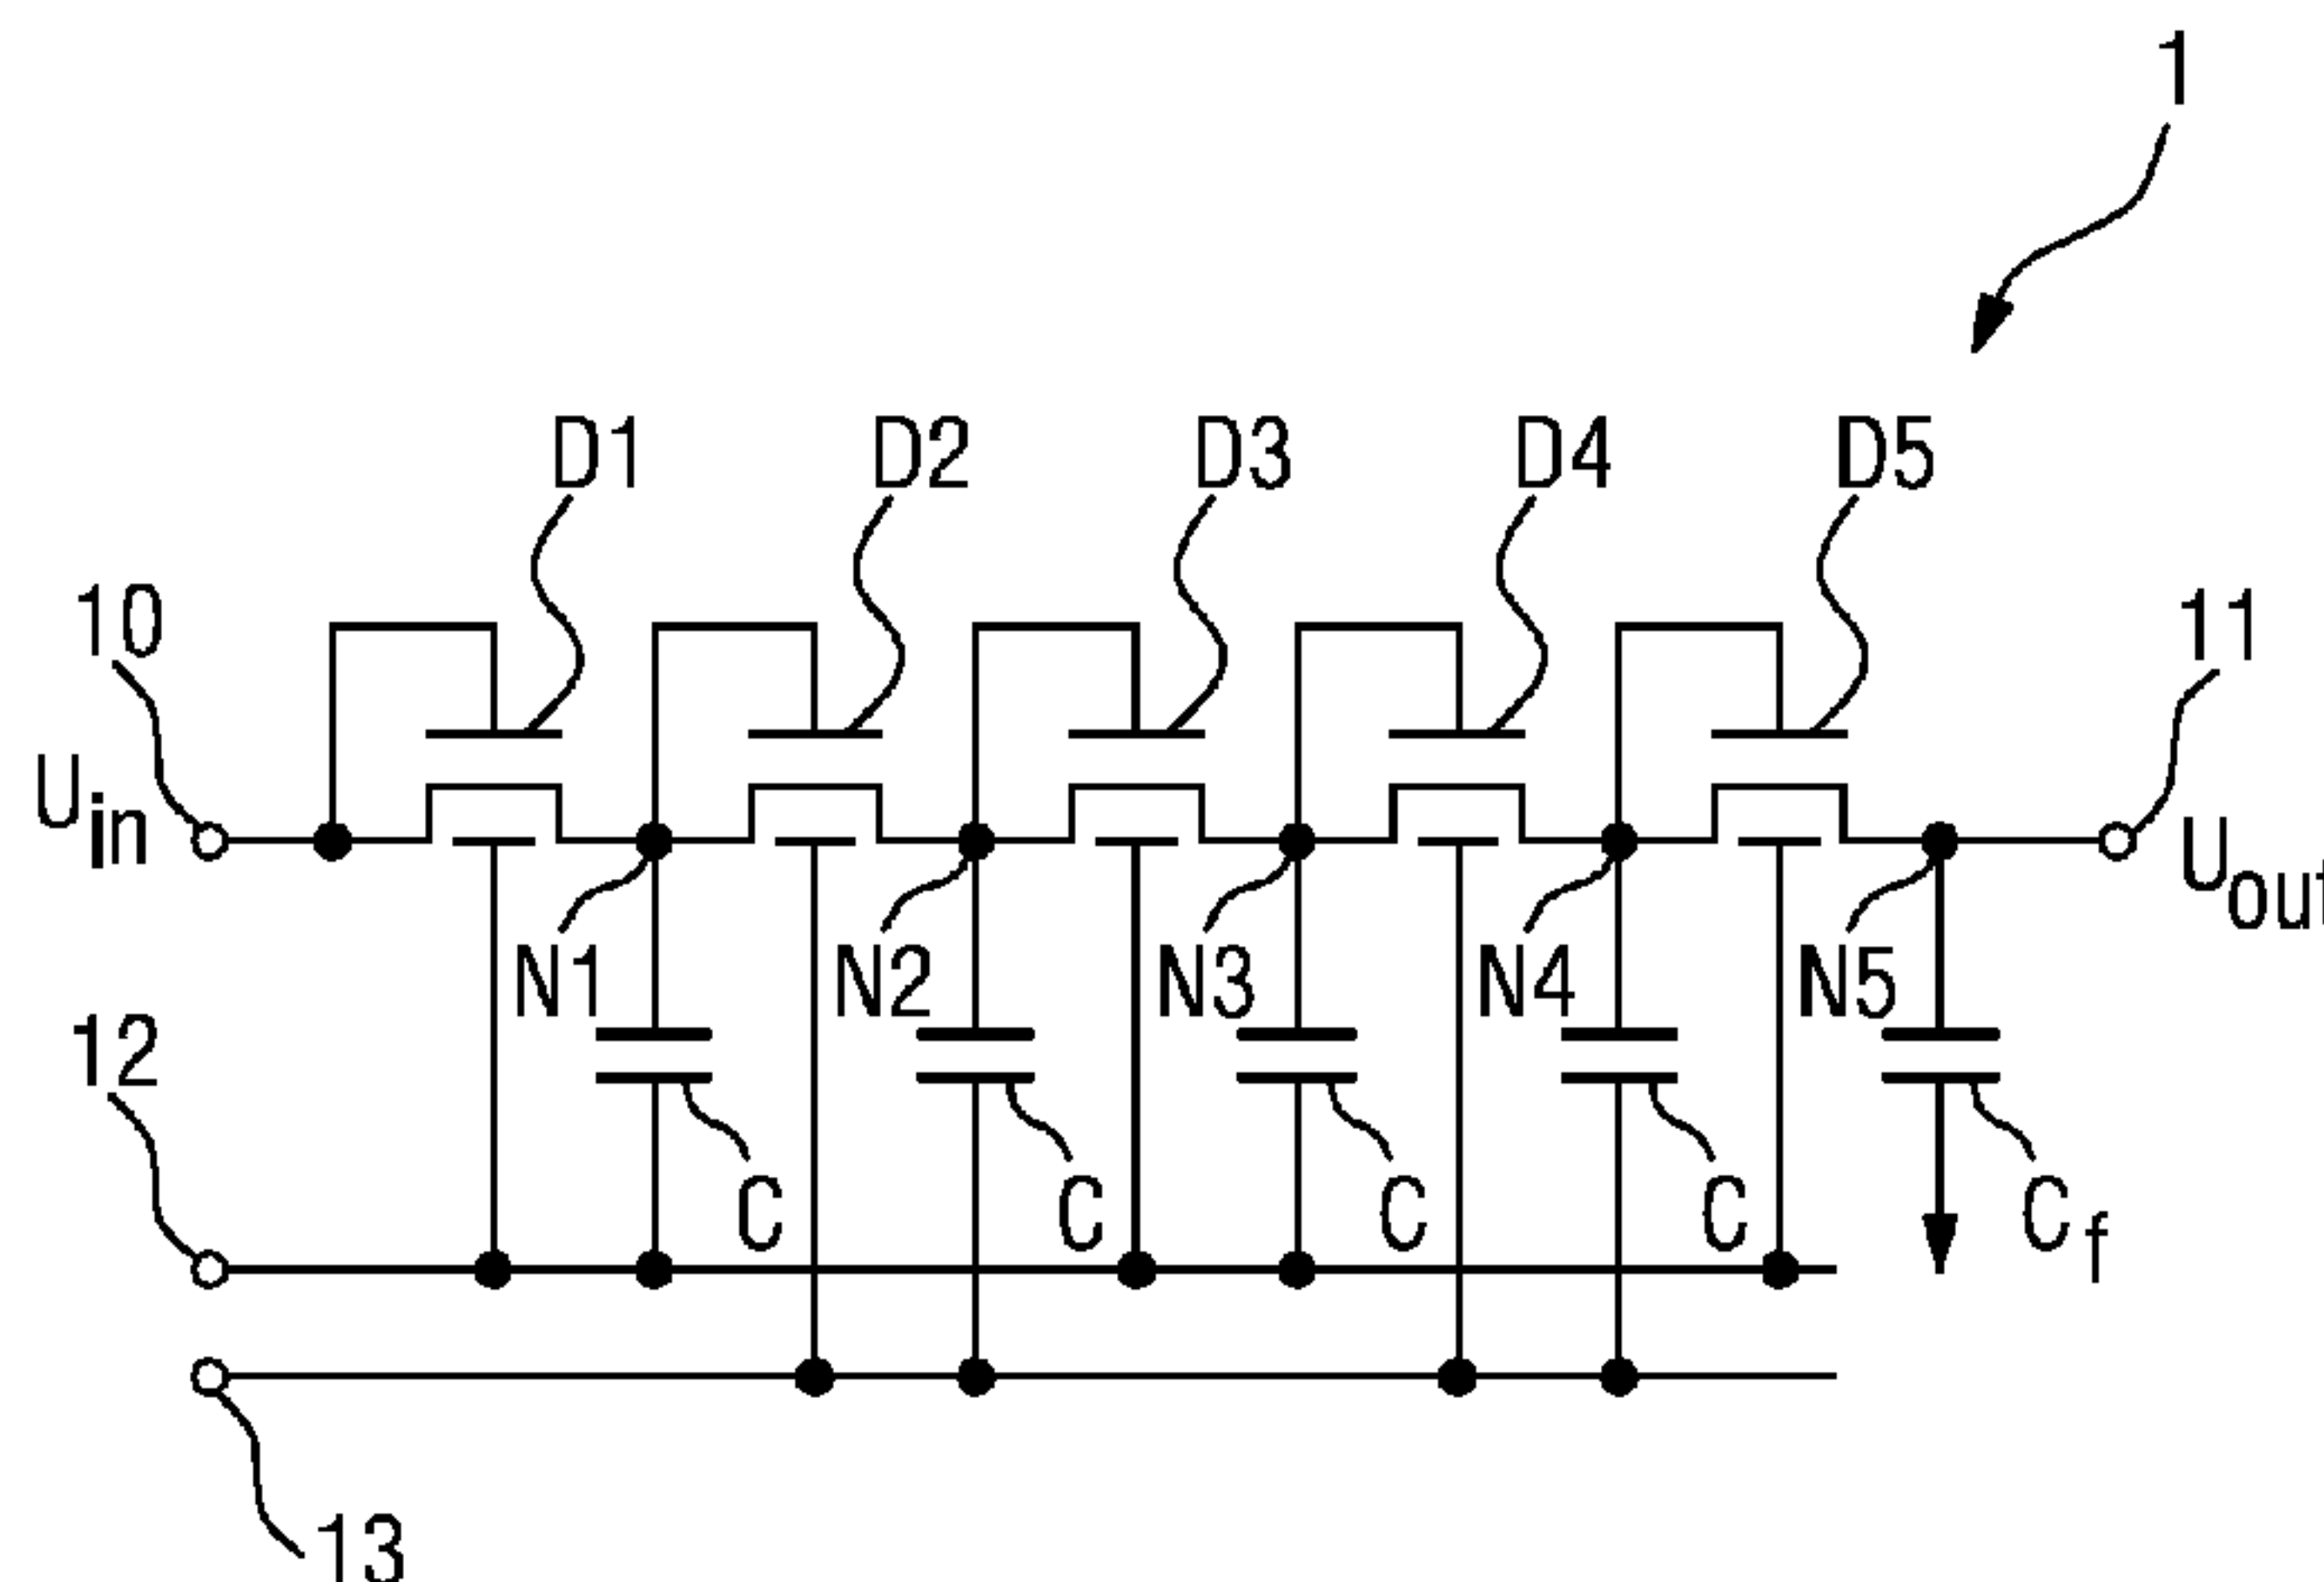 1
D1 D2 D3 D4 D5
10 11
Uin Uout
N1 N2 N3 N4 N5
12
C C C C Cf
13